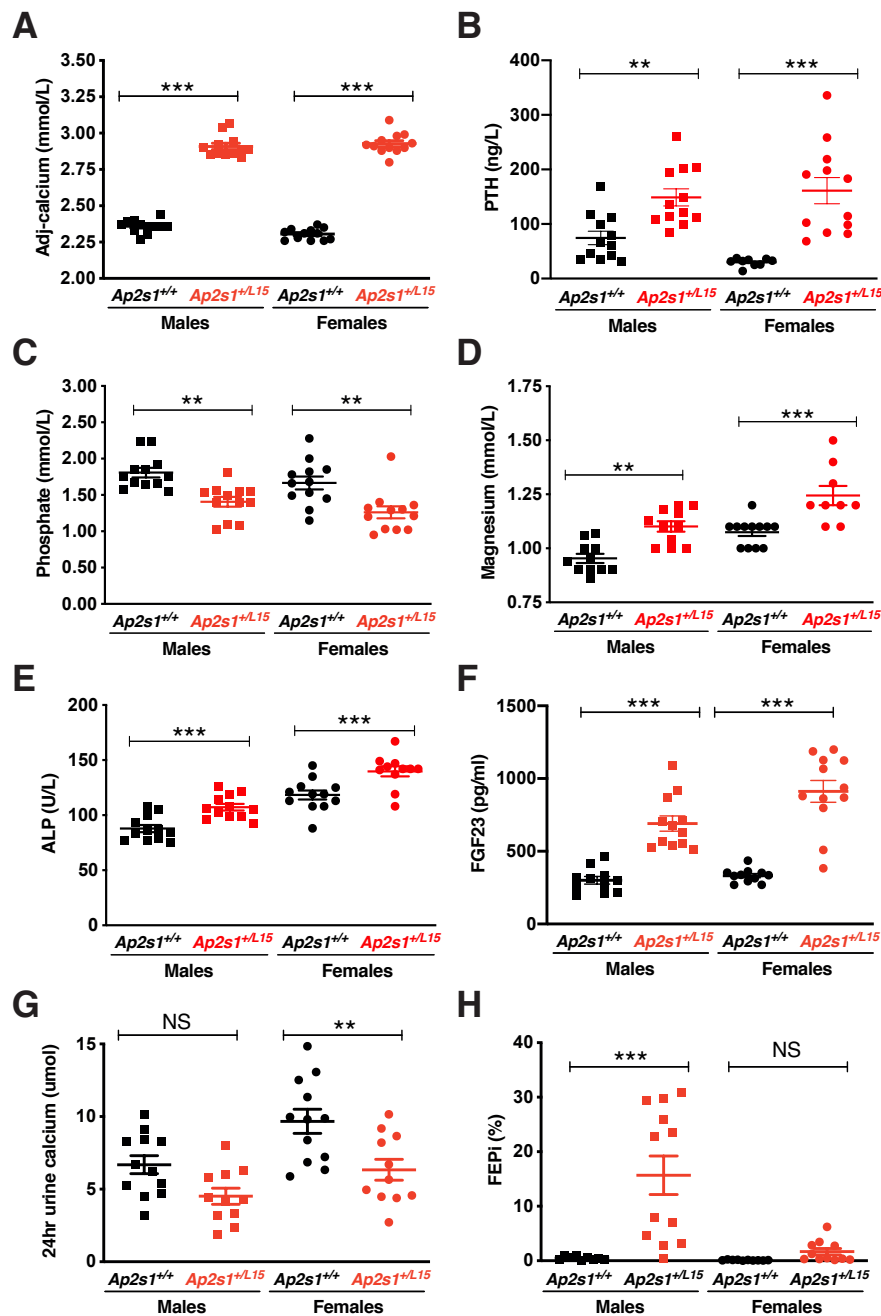 A
Adj-calcium (mmol/L)
3.50
3.25
3.00
2.75
2.50
2.25
2.00
***
***
Ap2s1+/+ Ap2s1+/L15 Ap2s1+/+ Ap2s1+/L15
Males Females
B
PTH (ng/L)
400
300
200
100
0
**
***
Ap2s1+/+ Ap2s1+/L15 Ap2s1+/+ Ap2s1+/L15
Males Females
C
Phosphate (mmol/L)
3.00
2.50
2.00
1.50
1.00
0.50
0.00
**
**
Ap2s1+/+ Ap2s1+/L15 Ap2s1+/+ Ap2s1+/L15
Males Females
D
Magnesium (mmol/L)
1.75
1.50
1.25
1.00
0.75
**
***
Ap2s1+/+ Ap2s1+/L15 Ap2s1+/+ Ap2s1+/L15
Males Females
E
ALP (U/L)
200
150
100
50
0
***
***
Ap2s1+/+ Ap2s1+/L15 Ap2s1+/+ Ap2s1+/L15
Males Females
F
FGF23 (pg/ml)
1500
1000
500
0
***
***
Ap2s1+/+ Ap2s1+/L15 Ap2s1+/+ Ap2s1+/L15
Males Females
G
24hr urine calcium (umol)
15
10
5
0
NS
**
Ap2s1+/+ Ap2s1+/L15 Ap2s1+/+ Ap2s1+/L15
Males Females
H
FEPi (%)
40
30
20
10
0
***
NS
Ap2s1+/+ Ap2s1+/L15 Ap2s1+/+ Ap2s1+/L15
Males Females